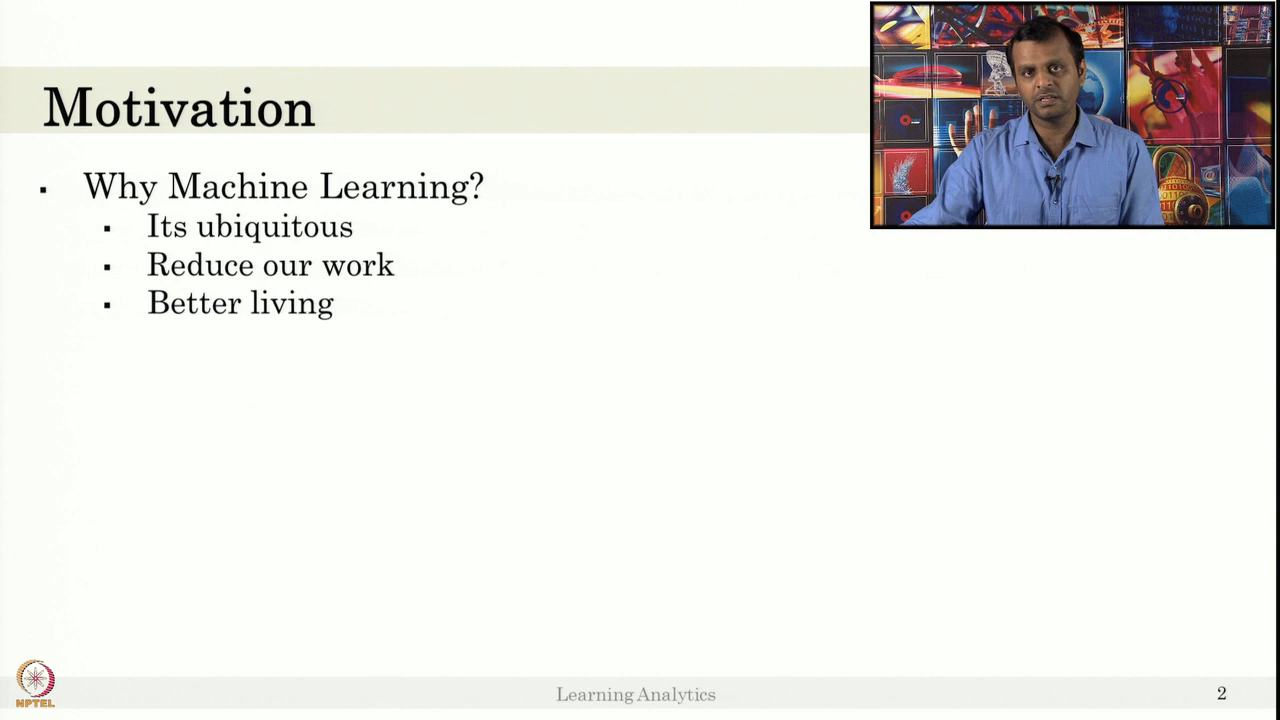 Motivation
▪ Why Machine Learning?
▪ Its ubiquitous
▪ Reduce our work
▪ Better living
NPTEL
Learning Analytics
2